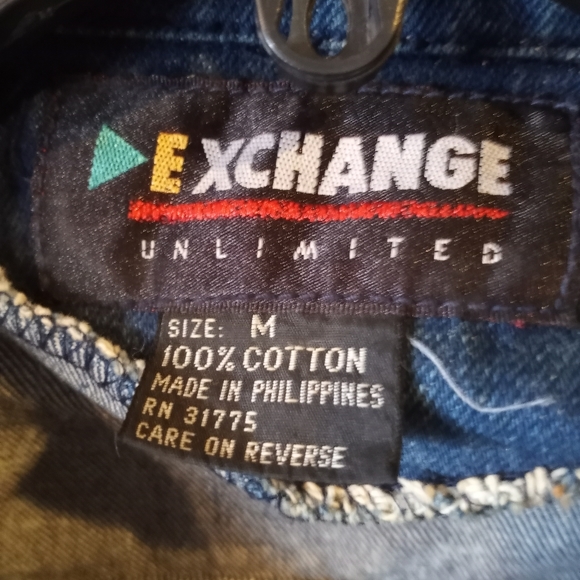 EXCHANGE
UNLIMITED
SIZE: M
100% COTTON
MADE IN PHILIPPINES
RN 31775
CARE ON REVERSE